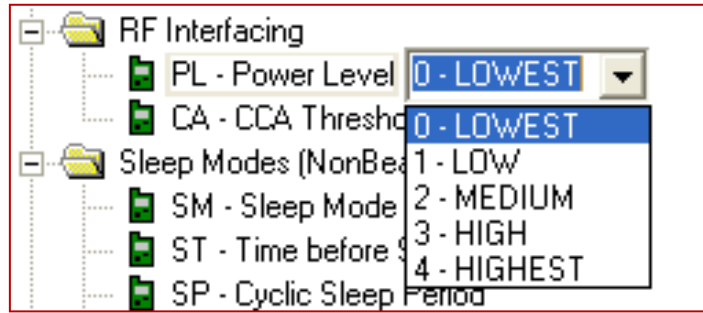 RF Interfacing
PL - Power Level 0 - LOWEST
CA - CCA Thresho 0 - LOWEST
Sleep Modes (NonBea 1 - LOW
SM - Sleep Mode 2 - MEDIUM
ST - Time before 3 - HIGH
4 - HIGHEST
SP - Cyclic Sleep Period